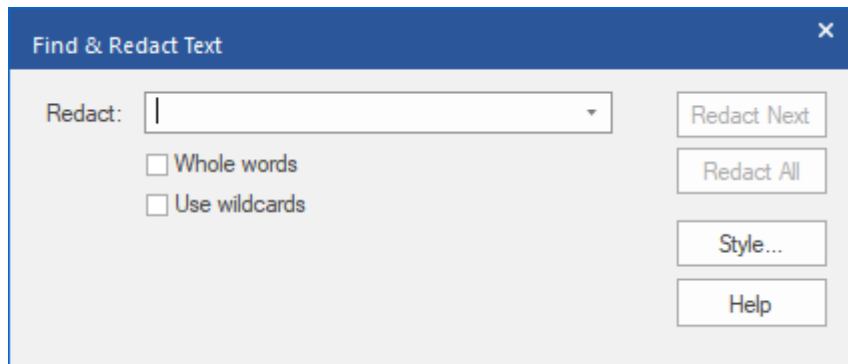 Find & Redact Text
Redact:
Redact Next
Whole words
Redact All
Use wildcards
Style...
Help